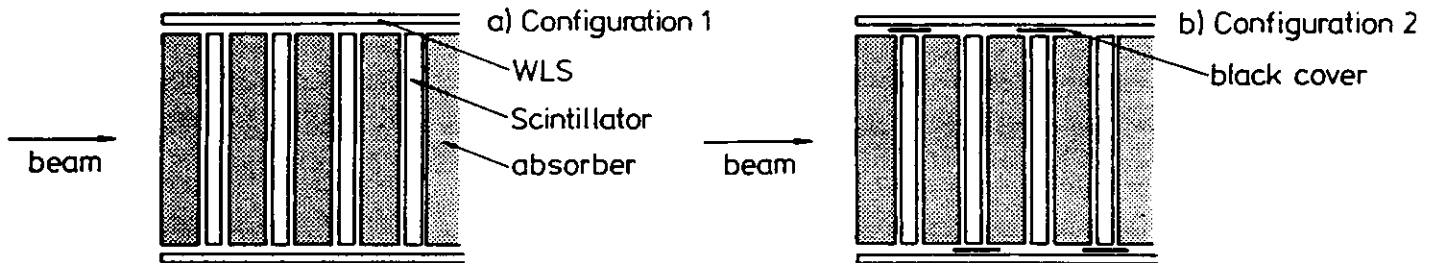 a) Configuration 1
WLS
Scintillator
absorber
beam
b) Configuration 2
black cover
beam